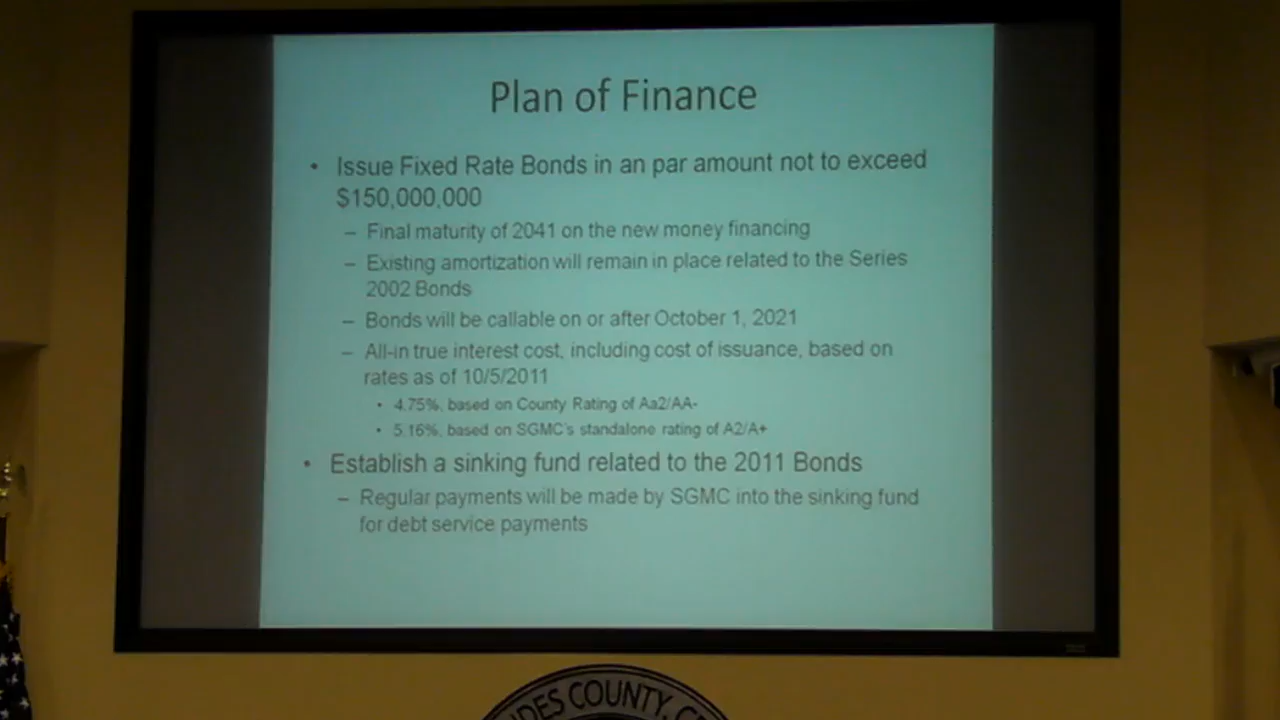 Plan of Finance
• Issue Fixed Rate Bonds in an par amount not to exceed
$150,000,000
– Final maturity of 2041 on the new money financing
– Existing amortization will remain in place related to the Series
2002 Bonds
– Bonds will be callable on or after October 1, 2021
– All-in true interest cost, including cost of issuance, based on
rates as of 10/5/2011
• 4.75%, based on County Rating of Aa2/AA-
• 5.16%, based on SGMC's standalone rating of A2/A+
• Establish a sinking fund related to the 2011 Bonds
– Regular payments will be made by SGMC into the sinking fund
for debt service payments
COUNTY,